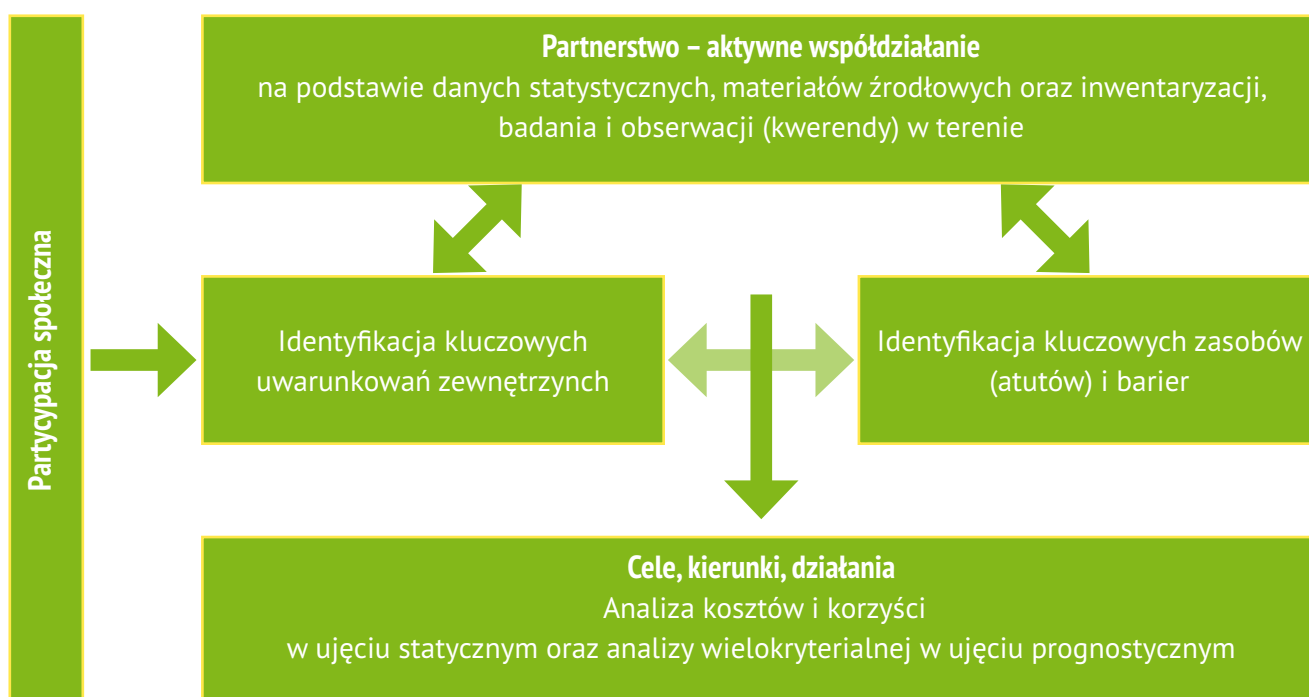 Partycypacja społeczna
Partnerstwo – aktywne współdziałanie
na podstawie danych statystycznych, materiałów źrodłowych oraz inwentaryzacji,
badania i obserwacji (kwerendy) w terenie
Identyfikacja kluczowych
uwarunkowań zewnętrzynch
Identyfikacja kluczowych zasobów
(atutów) i barier
Cele, kierunki, działania
Analiza kosztów i korzyści
w ujęciu statycznym oraz analizy wielokryterialnej w ujęciu prognostycznym